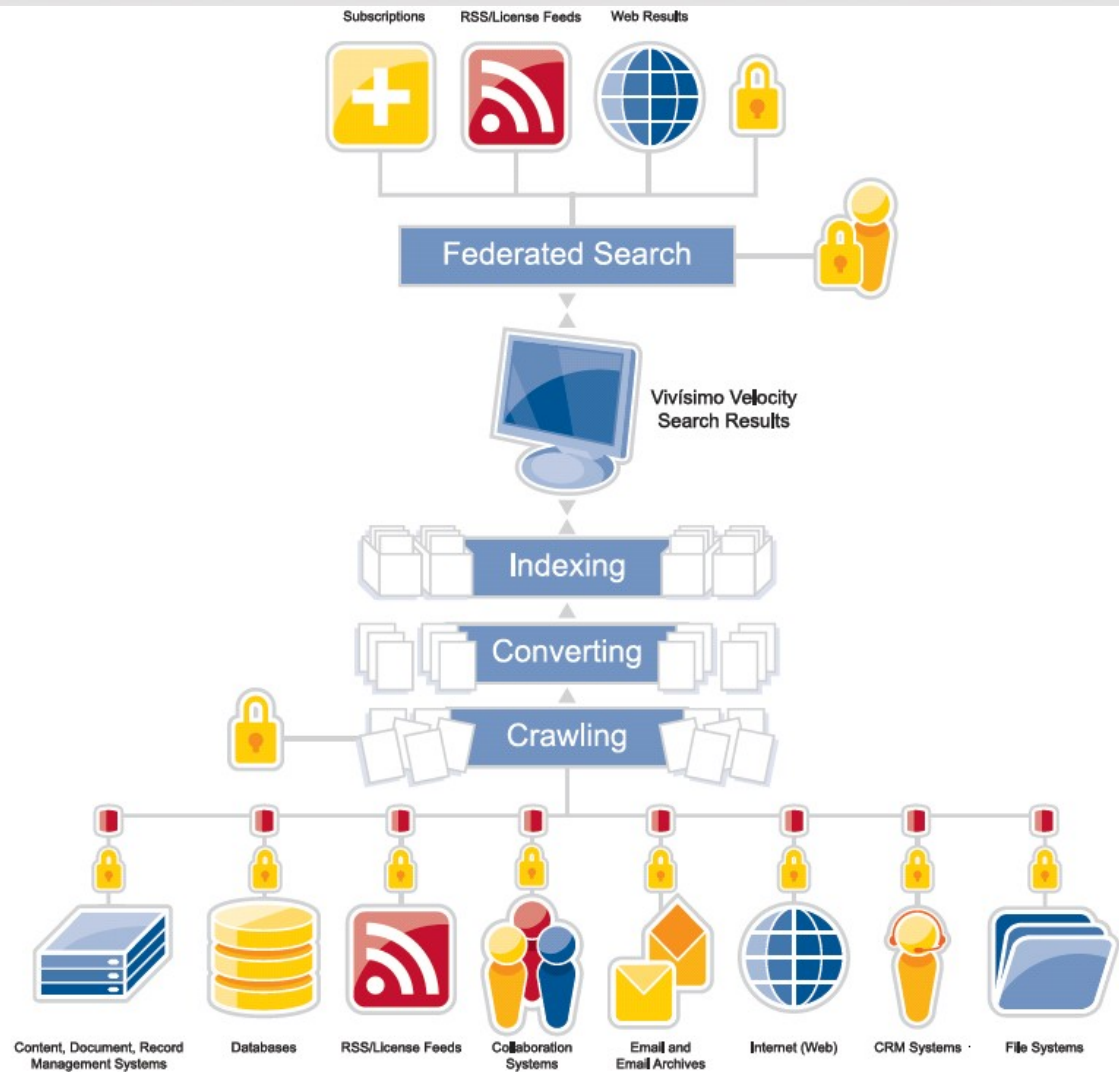 Subscriptions
RSS/License Feeds
Web Results
Federated Search
Vivísimo Velocity
Search Results
Indexing
Converting
Crawling
Content, Document, Record
Management Systems
Databases
RSS/License Feeds
Collaboration
Systems
Email and
Email Archives
Internet (Web)
CRM Systems
File Systems